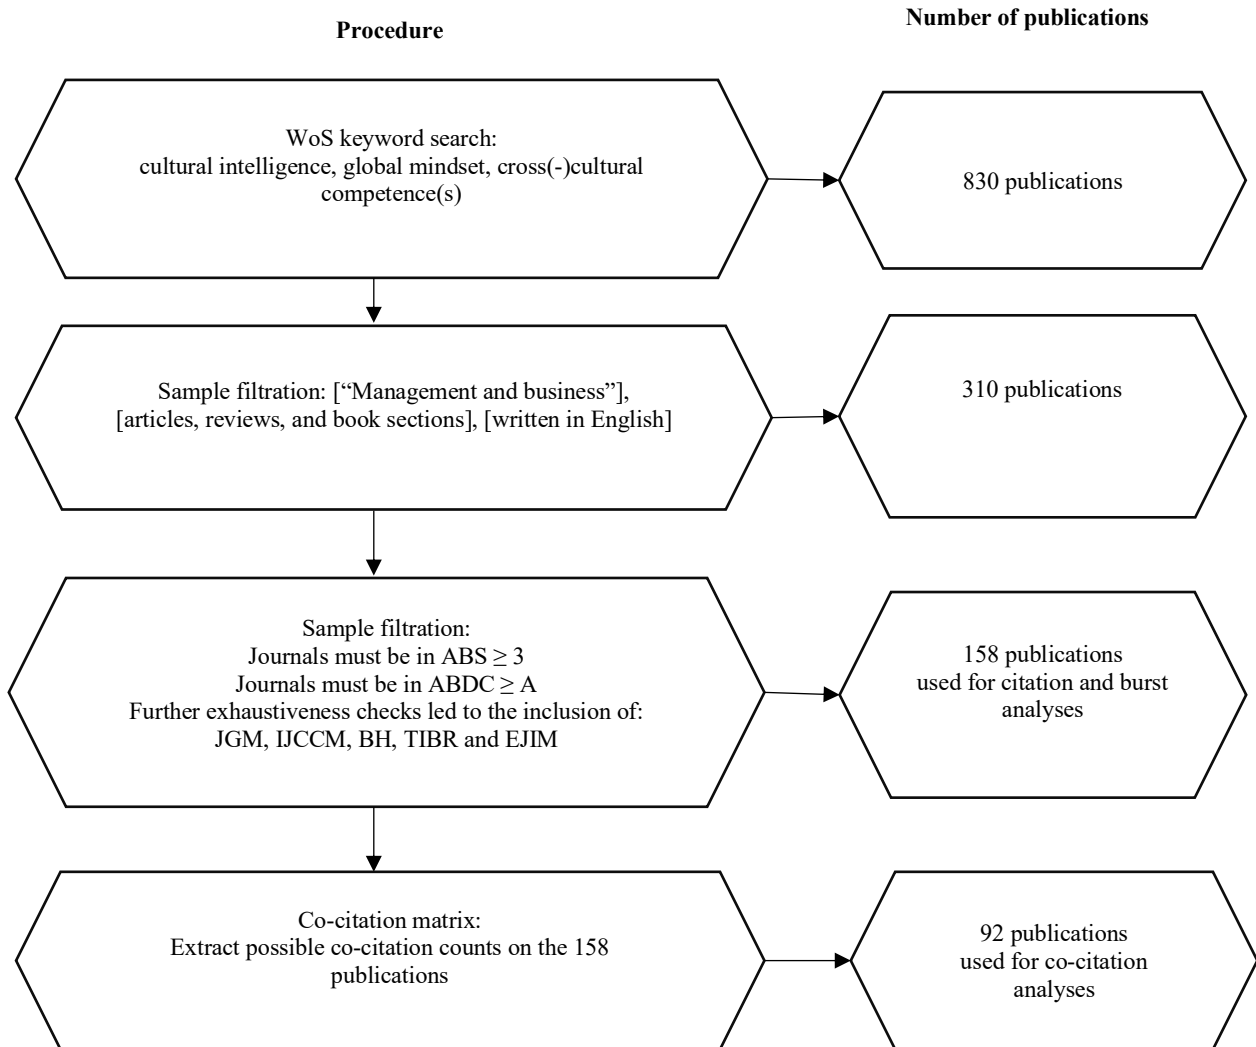 Procedure
Number of publications
WoS keyword search:
cultural intelligence, global mindset, cross(-)cultural
competence(s)
830 publications
Sample filtration: [“Management and business”],
[articles, reviews, and book sections], [written in English]
310 publications
Sample filtration:
Journals must be in ABS ≥ 3
Journals must be in ABDC ≥ A
Further exhaustiveness checks led to the inclusion of:
JGM, IJCCM, BH, TIBR and EJIM
158 publications
used for citation and burst
analyses
Co-citation matrix:
Extract possible co-citation counts on the 158
publications
92 publications
used for co-citation
analyses